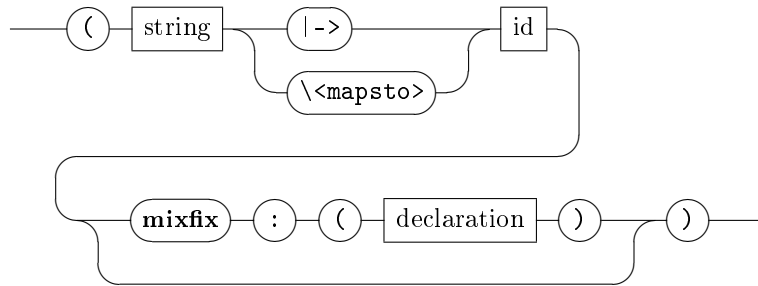 ( string |-> id
\<mapsto>
mixfix : ( declaration ) )